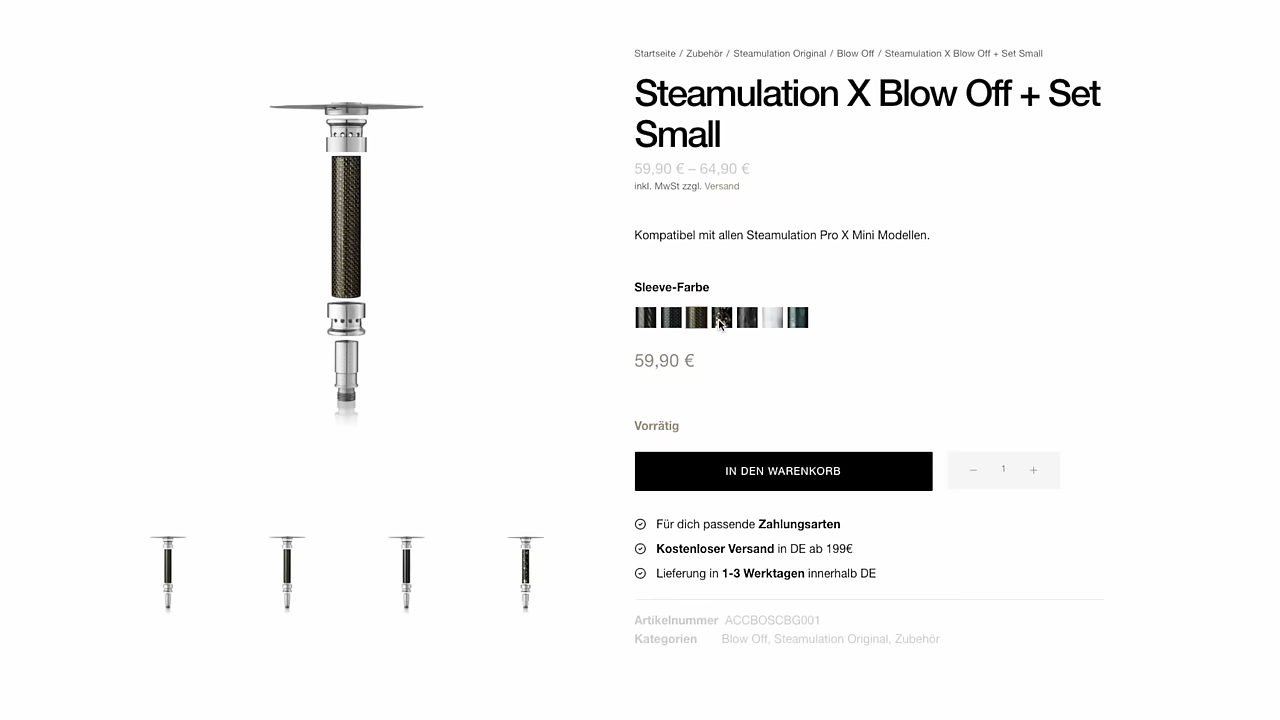 Startseite / Zubehör / Steamulation Original / Blow Off / Steamulation X Blow Off + Set Small
Steamulation X Blow Off + Set
Small
59,90 € – 64,90 €
inkl. MwSt zzgl. Versand
Kompatibel mit allen Steamulation Pro X Mini Modellen.
Sleeve-Farbe
59,90 €
Vorrätig
IN DEN WARENKORB
− 1 +
Für dich passende Zahlungsarten
Kostenloser Versand in DE ab 199€
Lieferung in 1-3 Werktagen innerhalb DE
Artikelnummer ACCBOSCBG001
Kategorien Blow Off, Steamulation Original, Zubehör